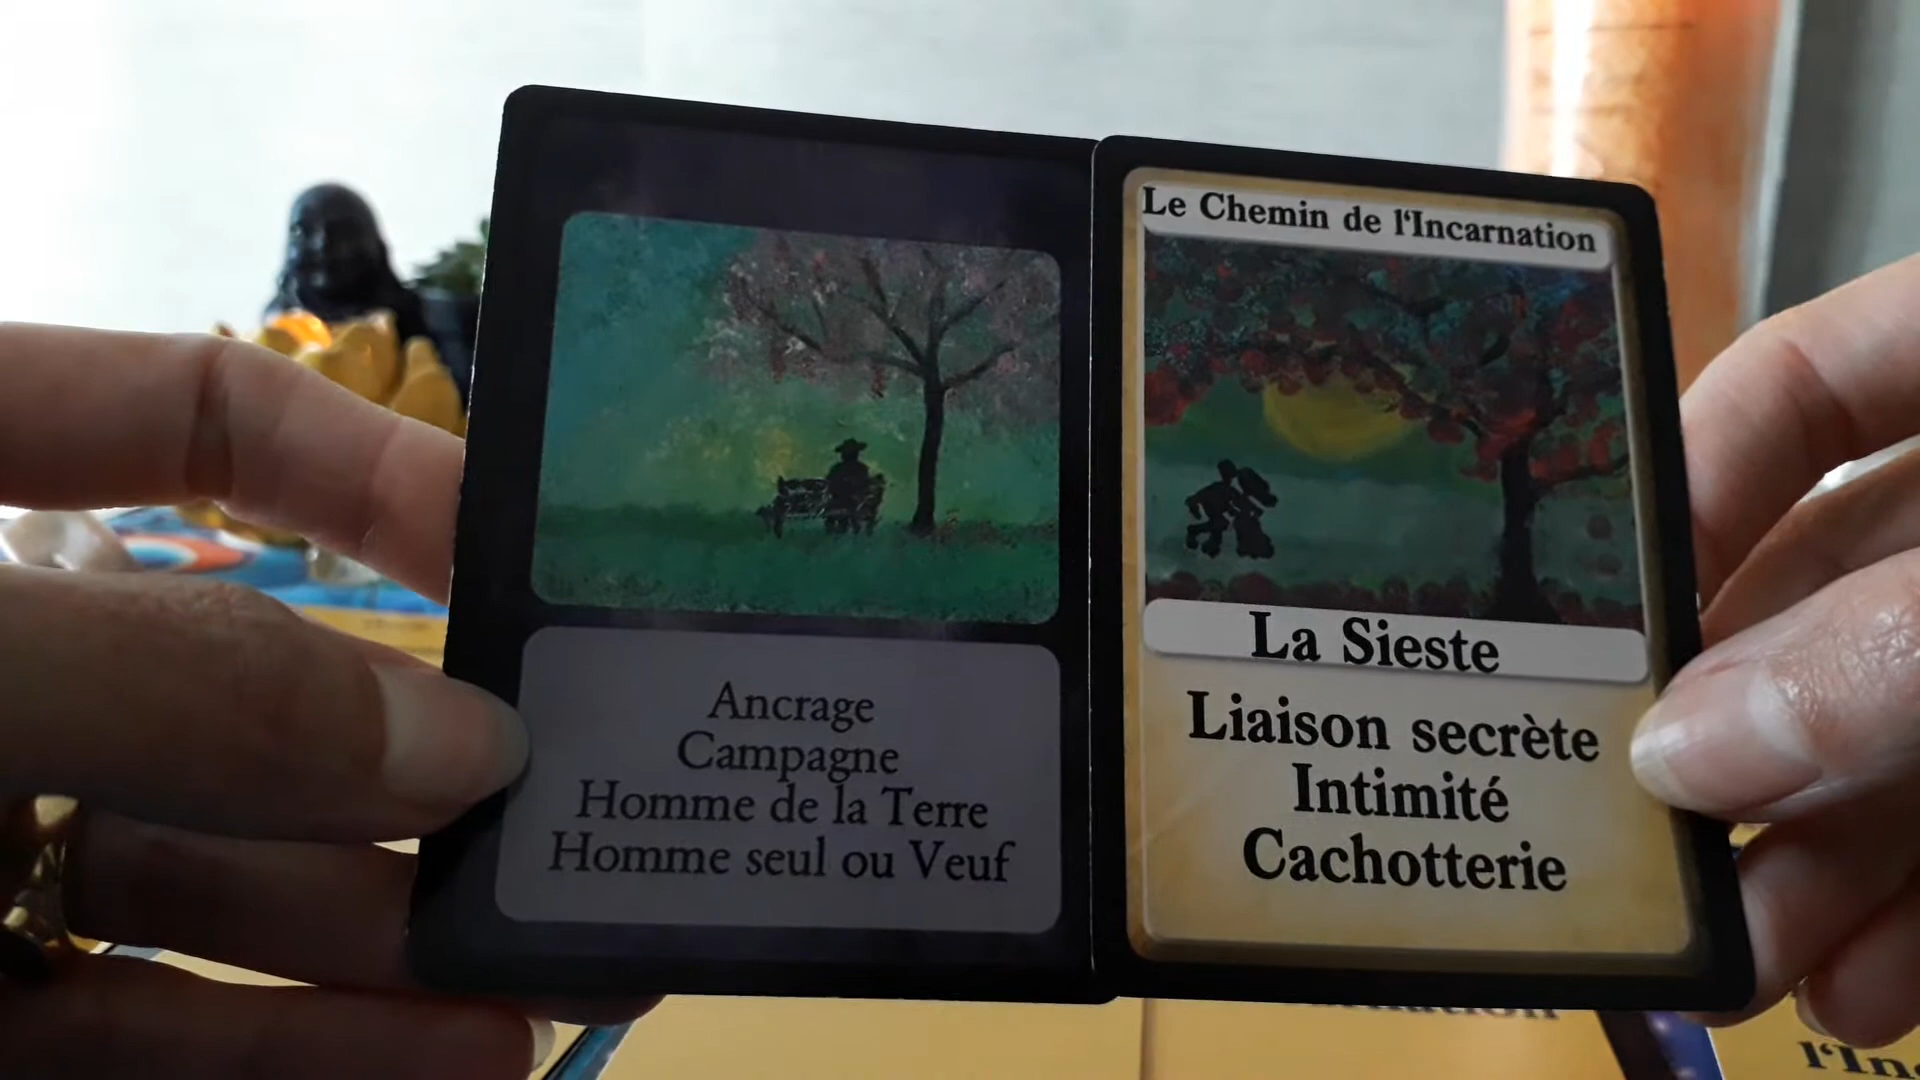 Ancrage
Campagne
Homme de la Terre
Homme seul ou Veuf
Le Chemin de l'Incarnation
La Sieste
Liaison secrète
Intimité
Cachotterie